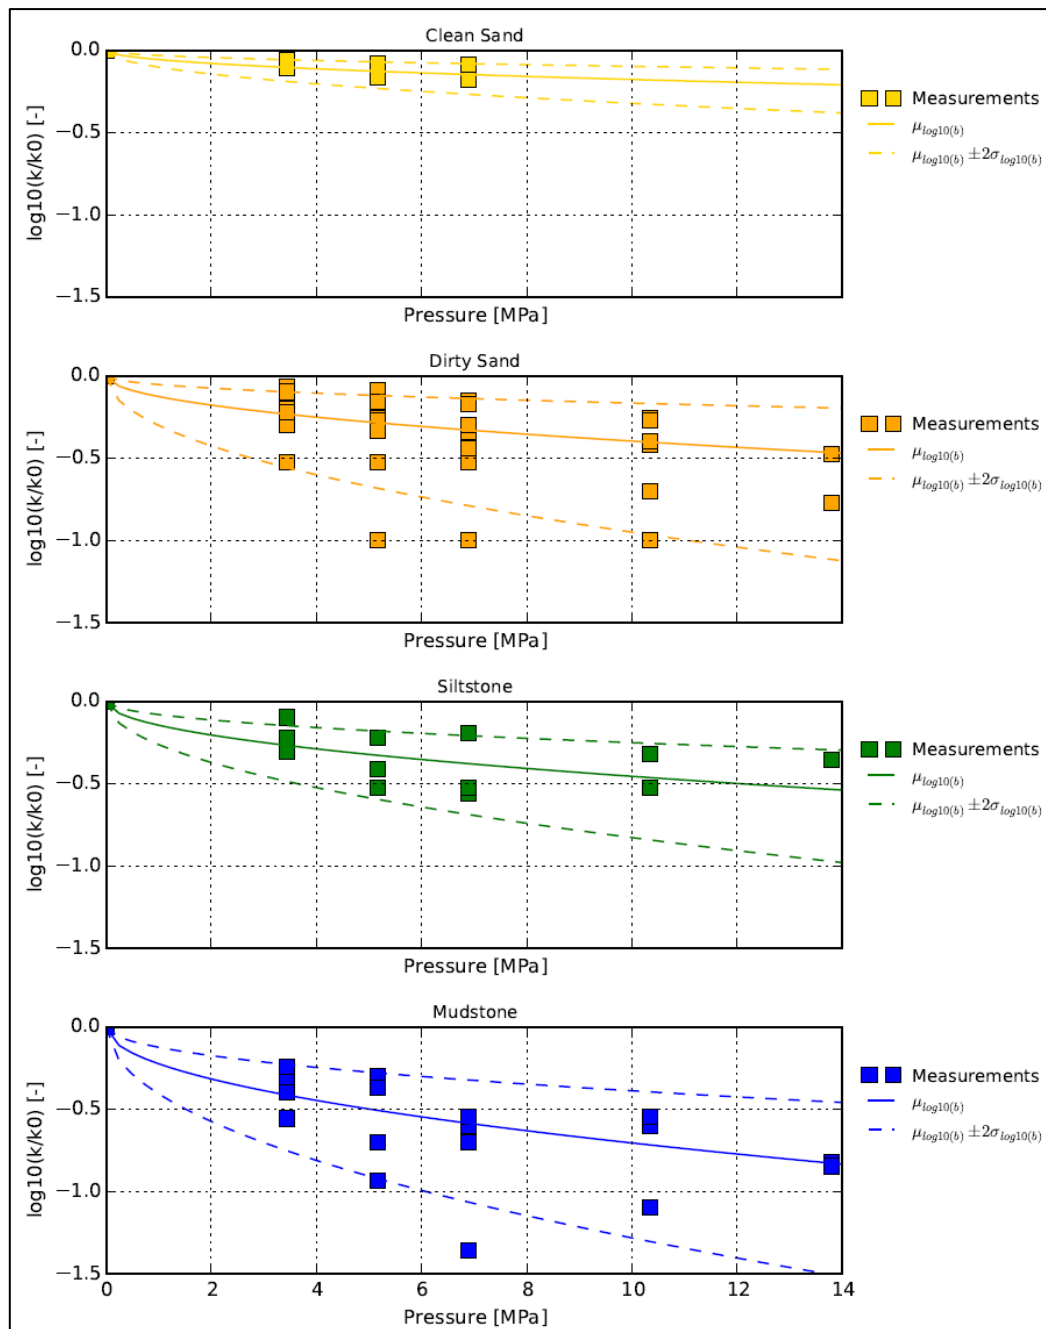 Clean Sand
0.0
−0.5
−1.0
−1.5
log10(k/k0) [-]
Pressure [MPa]
Measurements
μlog10(b)
μlog10(b) ±2σlog10(b)
Dirty Sand
0.0
−0.5
−1.0
−1.5
log10(k/k0) [-]
Pressure [MPa]
Measurements
μlog10(b)
μlog10(b) ±2σlog10(b)
Siltstone
0.0
−0.5
−1.0
−1.5
log10(k/k0) [-]
Pressure [MPa]
Measurements
μlog10(b)
μlog10(b) ±2σlog10(b)
Mudstone
0.0
−0.5
−1.0
−1.5
log10(k/k0) [-]
0 2 4 6 8 10 12 14
Pressure [MPa]
Measurements
μlog10(b)
μlog10(b) ±2σlog10(b)